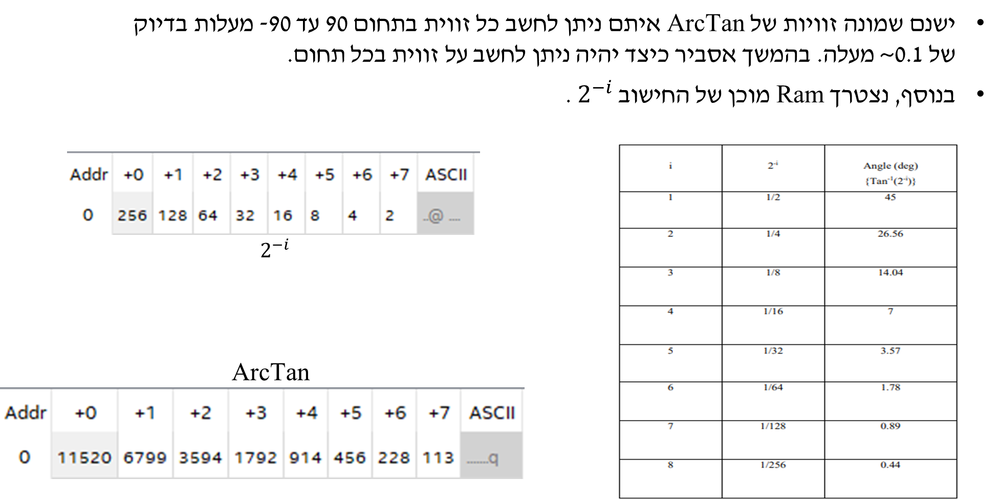 • ישנם שמונה זוויות של ArcTan איתם ניתן לחשב כל זווית בתחום 90 עד 90- מעלות בדיוק
של 0.1~ מעלה. בהמשך אסביר כיצד יהיה ניתן לחשב על זווית בכל תחום.
• בנוסף, נצטרך Ram מוכן של החישוב 2⁻ⁱ .
Addr +0 +1 +2 +3 +4 +5 +6 +7 ASCII
0 256 128 64 32 16 8 4 2 ..@ ....
2⁻ⁱ
ArcTan
Addr +0 +1 +2 +3 +4 +5 +6 +7 ASCII
0 11520 6799 3594 1792 914 456 228 113 .......q
i 2⁻ⁱ Angle (deg)
{Tan⁻¹(2⁻ⁱ)}
1 1/2 45
2 1/4 26.56
3 1/8 14.04
4 1/16 7
5 1/32 3.57
6 1/64 1.78
7 1/128 0.89
8 1/256 0.44